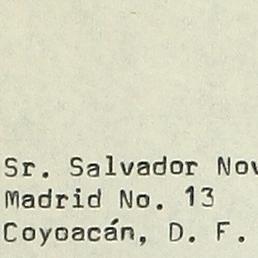 Sr. Salvador Nov
Madrid No. 13
Coyoacán, D. F.